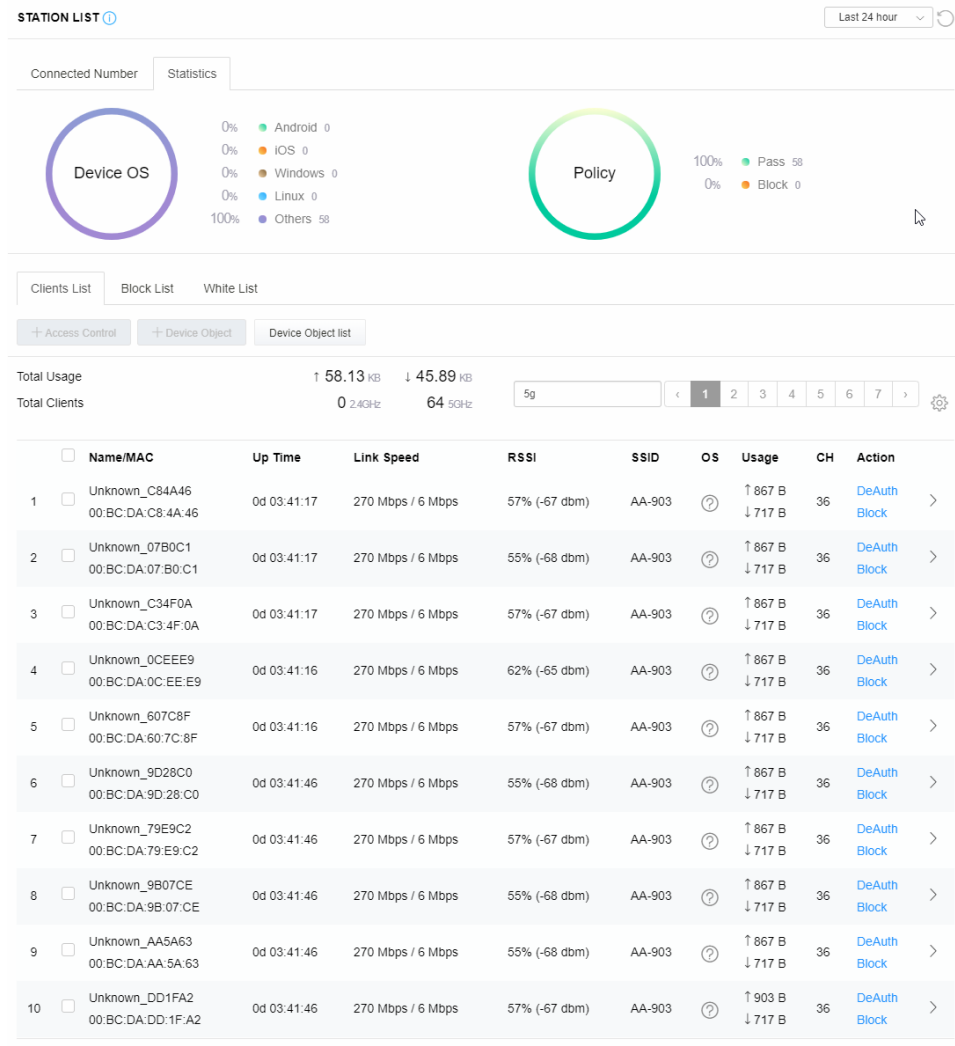 STATION LIST
Last 24 hour
Connected Number Statistics
Device OS
0% Android 0
0% iOS 0
0% Windows 0
0% Linux 0
100% Others 58
Policy
100% Pass 58
0% Block 0
Clients List Block List White List
+ Access Control + Device Object Device Object list
Total Usage ↑ 58.13 KB ↓ 45.89 KB
Total Clients 0 2.4GHz 64 5GHz
5g ‹ 1 2 3 4 5 6 7 ›
Name/MAC Up Time Link Speed RSSI SSID OS Usage CH Action
1 Unknown_C84A46 00:BC:DA:C8:4A:46 0d 03:41:17 270 Mbps / 6 Mbps 57% (-67 dbm) AA-903 ? ↑867 B ↓717 B 36 DeAuth Block
2 Unknown_07B0C1 00:BC:DA:07:B0:C1 0d 03:41:17 270 Mbps / 6 Mbps 55% (-68 dbm) AA-903 ? ↑867 B ↓717 B 36 DeAuth Block
3 Unknown_C34F0A 00:BC:DA:C3:4F:0A 0d 03:41:17 270 Mbps / 6 Mbps 57% (-67 dbm) AA-903 ? ↑867 B ↓717 B 36 DeAuth Block
4 Unknown_0CEEE9 00:BC:DA:0C:EE:E9 0d 03:41:16 270 Mbps / 6 Mbps 62% (-65 dbm) AA-903 ? ↑867 B ↓717 B 36 DeAuth Block
5 Unknown_607C8F 00:BC:DA:60:7C:8F 0d 03:41:16 270 Mbps / 6 Mbps 57% (-67 dbm) AA-903 ? ↑867 B ↓717 B 36 DeAuth Block
6 Unknown_9D28C0 00:BC:DA:9D:28:C0 0d 03:41:46 270 Mbps / 6 Mbps 55% (-68 dbm) AA-903 ? ↑867 B ↓717 B 36 DeAuth Block
7 Unknown_79E9C2 00:BC:DA:79:E9:C2 0d 03:41:46 270 Mbps / 6 Mbps 57% (-67 dbm) AA-903 ? ↑867 B ↓717 B 36 DeAuth Block
8 Unknown_9B07CE 00:BC:DA:9B:07:CE 0d 03:41:46 270 Mbps / 6 Mbps 55% (-68 dbm) AA-903 ? ↑867 B ↓717 B 36 DeAuth Block
9 Unknown_AA5A63 00:BC:DA:AA:5A:63 0d 03:41:46 270 Mbps / 6 Mbps 55% (-68 dbm) AA-903 ? ↑867 B ↓717 B 36 DeAuth Block
10 Unknown_DD1FA2 00:BC:DA:DD:1F:A2 0d 03:41:46 270 Mbps / 6 Mbps 57% (-67 dbm) AA-903 ? ↑903 B ↓717 B 36 DeAuth Block